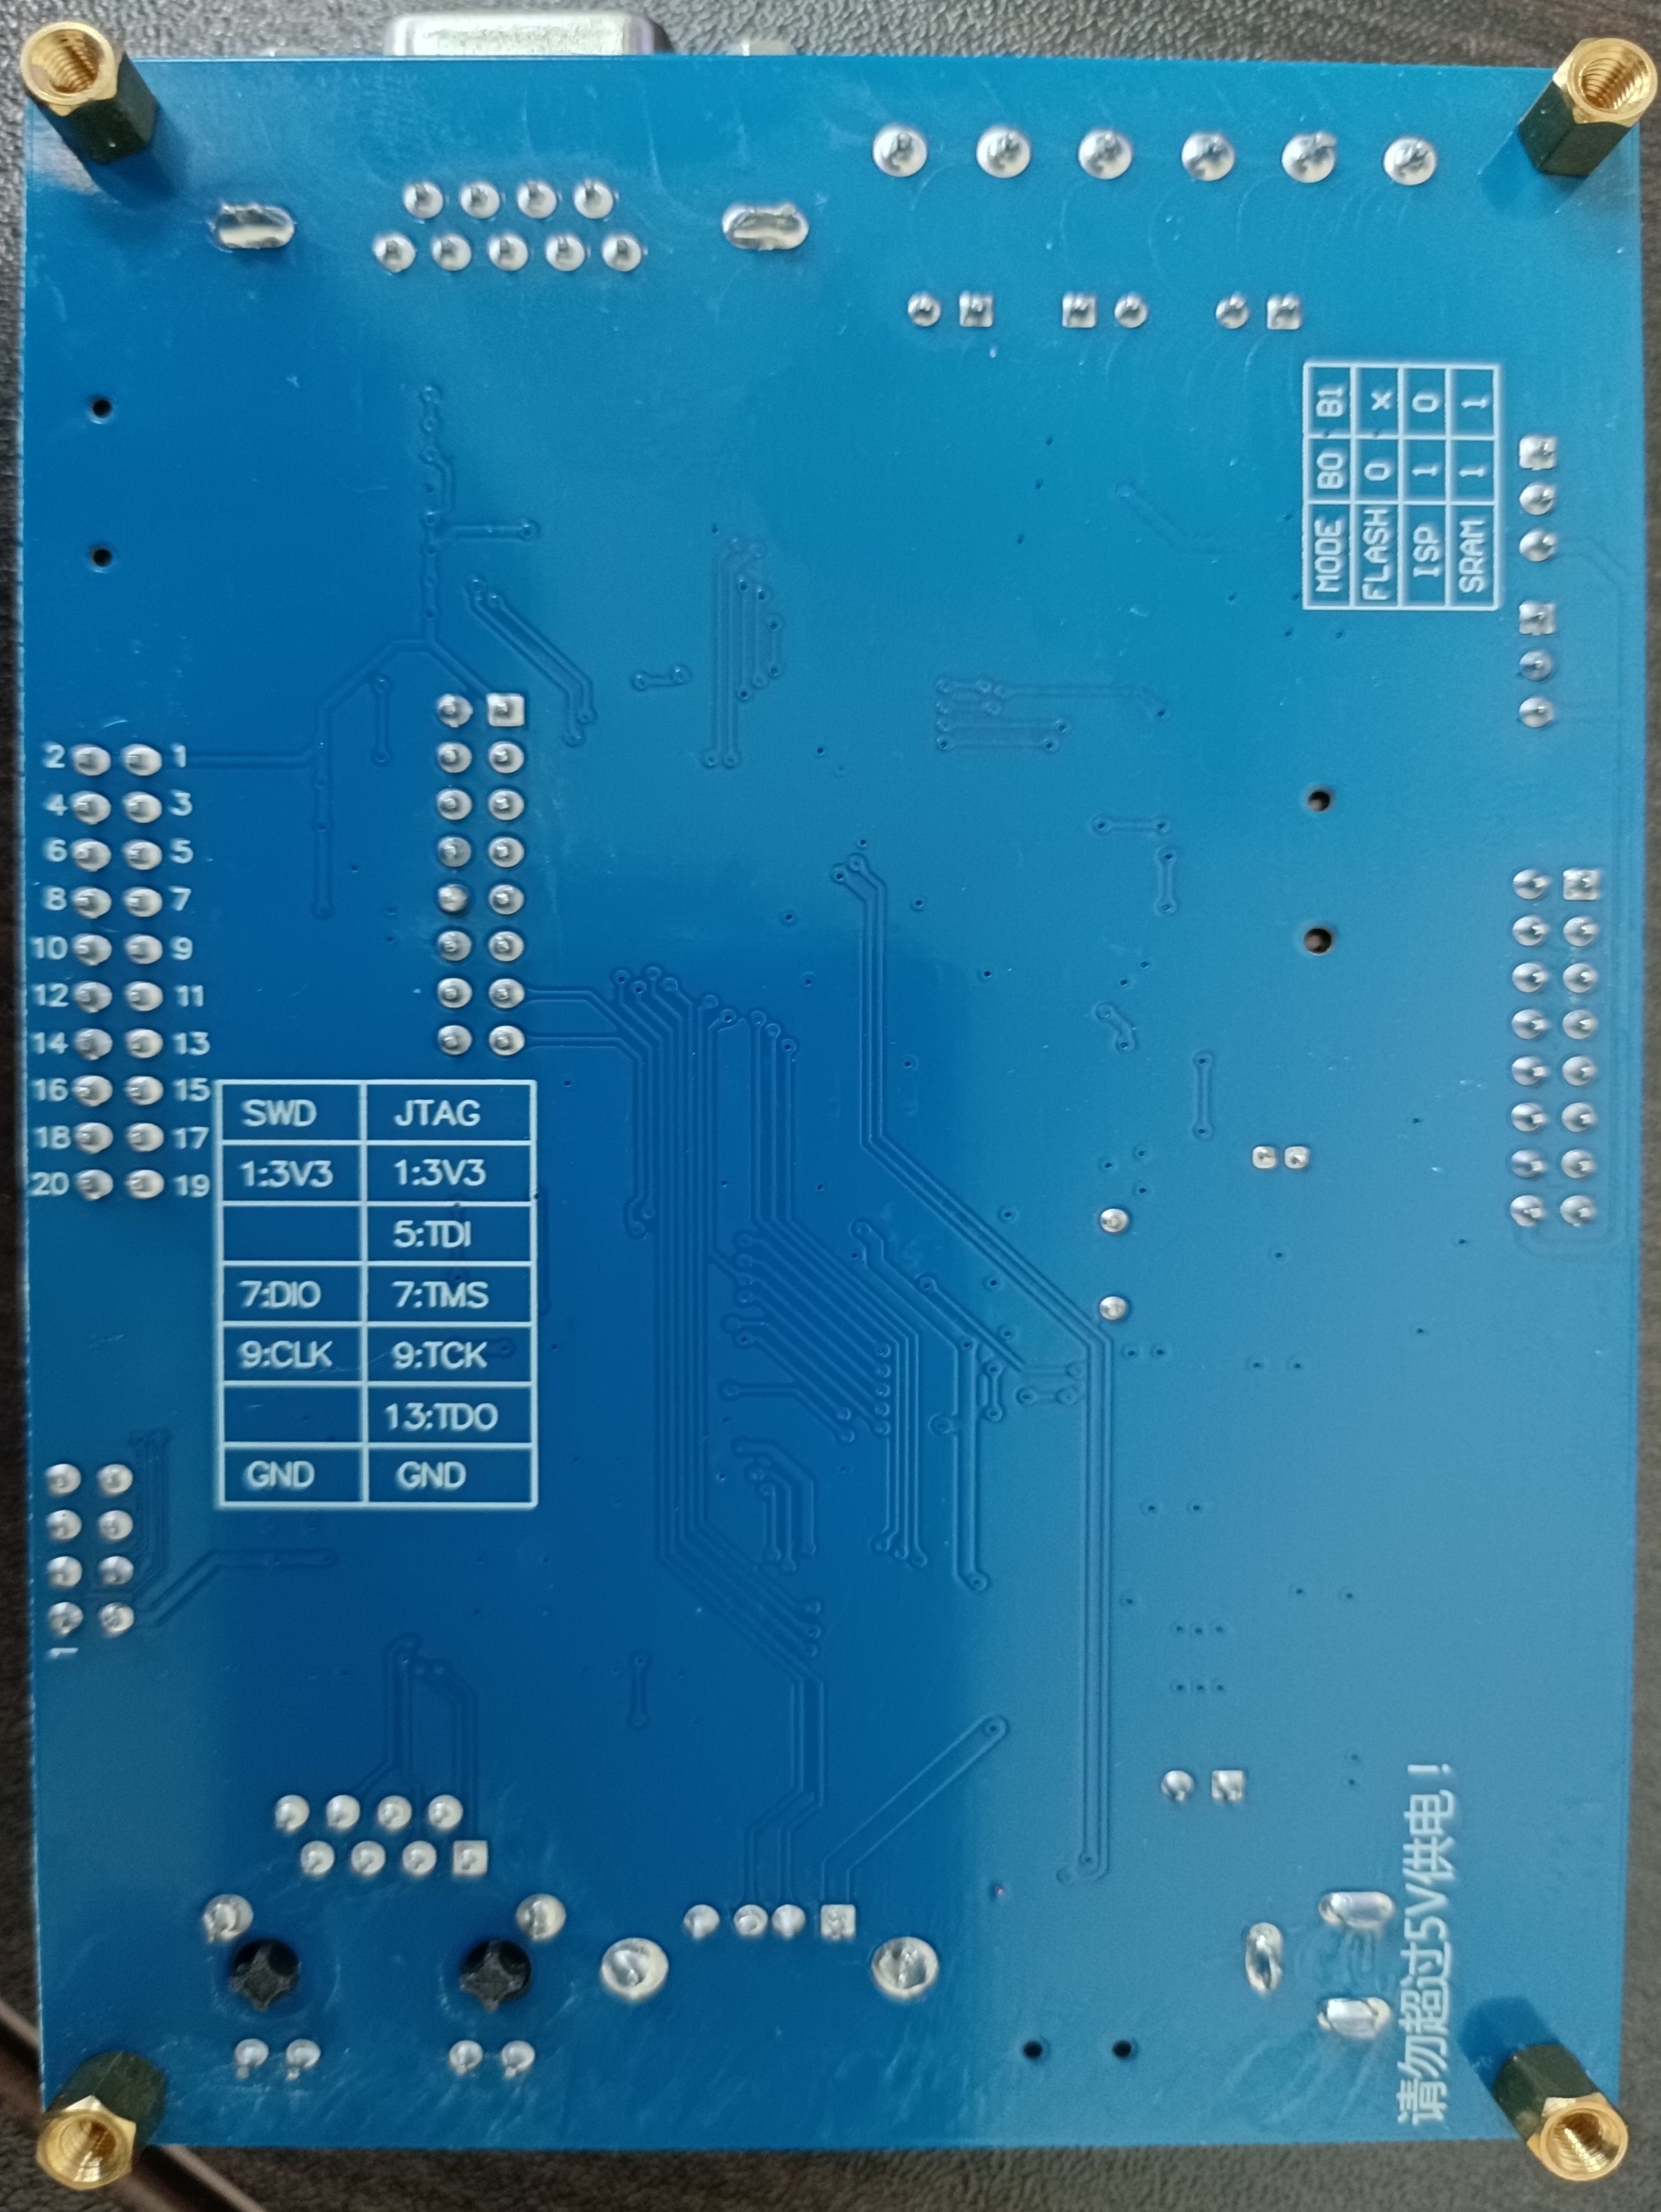 1
20 18 16 14 12 10 8 6 4 2
19 17 15 13 11 9 7 5 3 1
SWD JTAG
1:3V3 1:3V3
5:TDI
7:DIO 7:TMS
9:CLK 9:TCK
13:TDO
GND GND
MODE B0 B1
FLASH 0 x
ISP 1 0
SRAM 1 1
请勿超过5V供电！